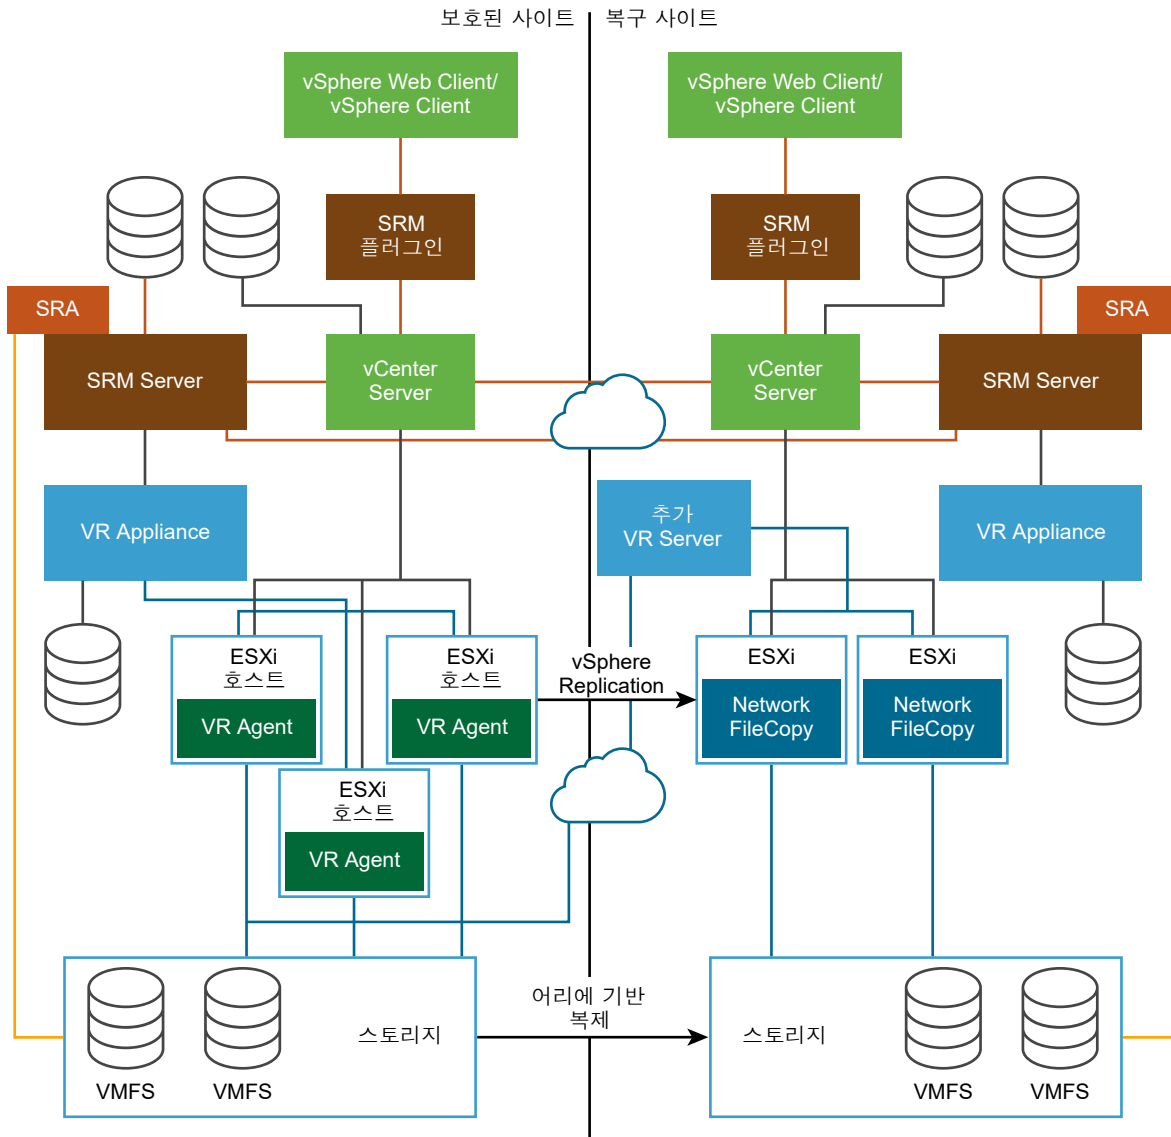 보호된 사이트
복구 사이트
vSphere Web Client/
vSphere Client
vSphere Web Client/
vSphere Client
SRM
플러그인
SRM
플러그인
SRA
SRA
SRM Server
vCenter
Server
vCenter
Server
SRM Server
VR Appliance
추가
VR Server
VR Appliance
ESXi
호스트
VR Agent
ESXi
호스트
VR Agent
vSphere
Replication
ESXi
Network
FileCopy
ESXi
Network
FileCopy
ESXi
호스트
VR Agent
VMFS
VMFS
스토리지
어리에 기반
복제
스토리지
VMFS
VMFS